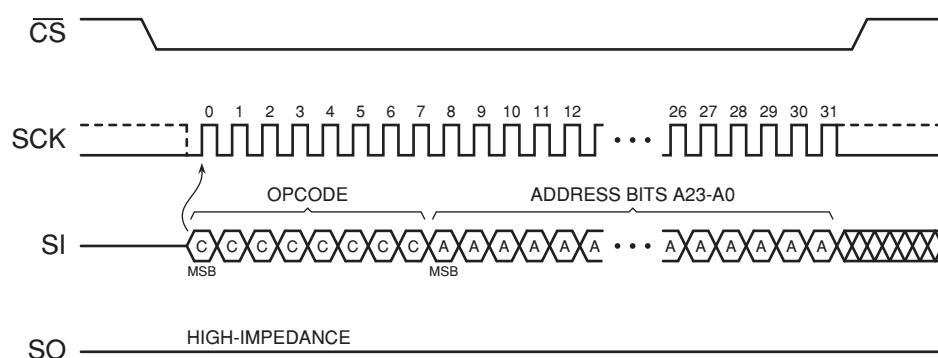 CS
0 1 2 3 4 5 6 7 8 9 10 11 12 26 27 28 29 30 31
SCK
OPCODE ADDRESS BITS A23-A0
SI C C C C C C C C A A A A A A A A A A A A
MSB MSB
HIGH-IMPEDANCE
SO